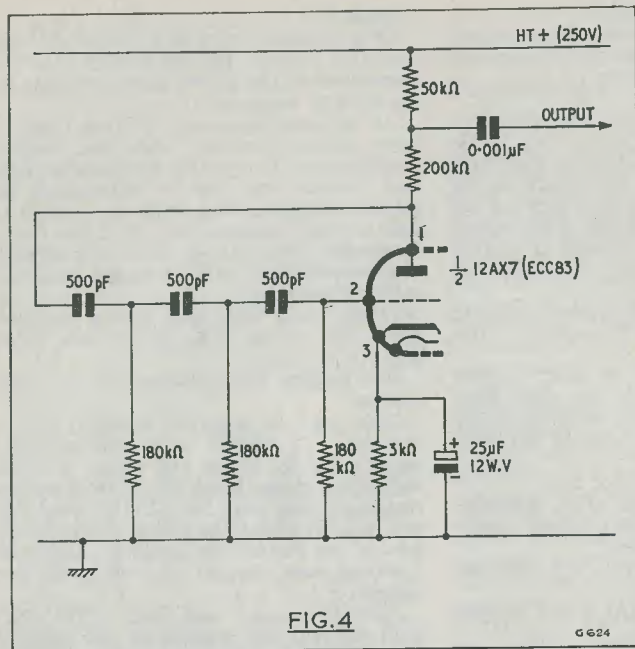 HT + (250V)
50kΩ
OUTPUT
0·001µF
200kΩ
1
½ 12AX7 (ECC83)
500pF 500pF 500pF
2
3
180kΩ
180kΩ
180
kΩ
3kΩ
+
25µF
12W.V
−
FIG.4
G624